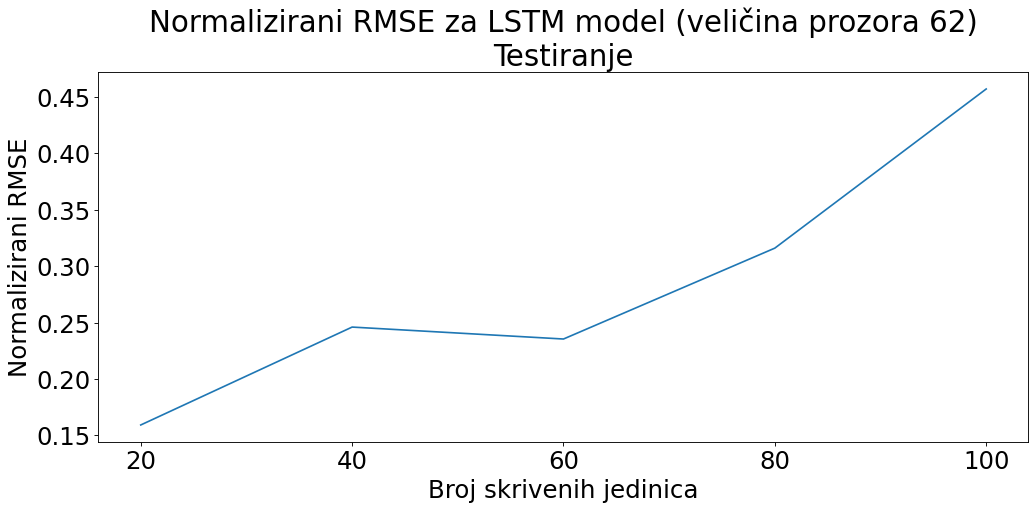 Normalizirani RMSE za LSTM model (veličina prozora 62)
Testiranje
Normalizirani RMSE
0.45
0.40
0.35
0.30
0.25
0.20
0.15
20 40 60 80 100
Broj skrivenih jedinica